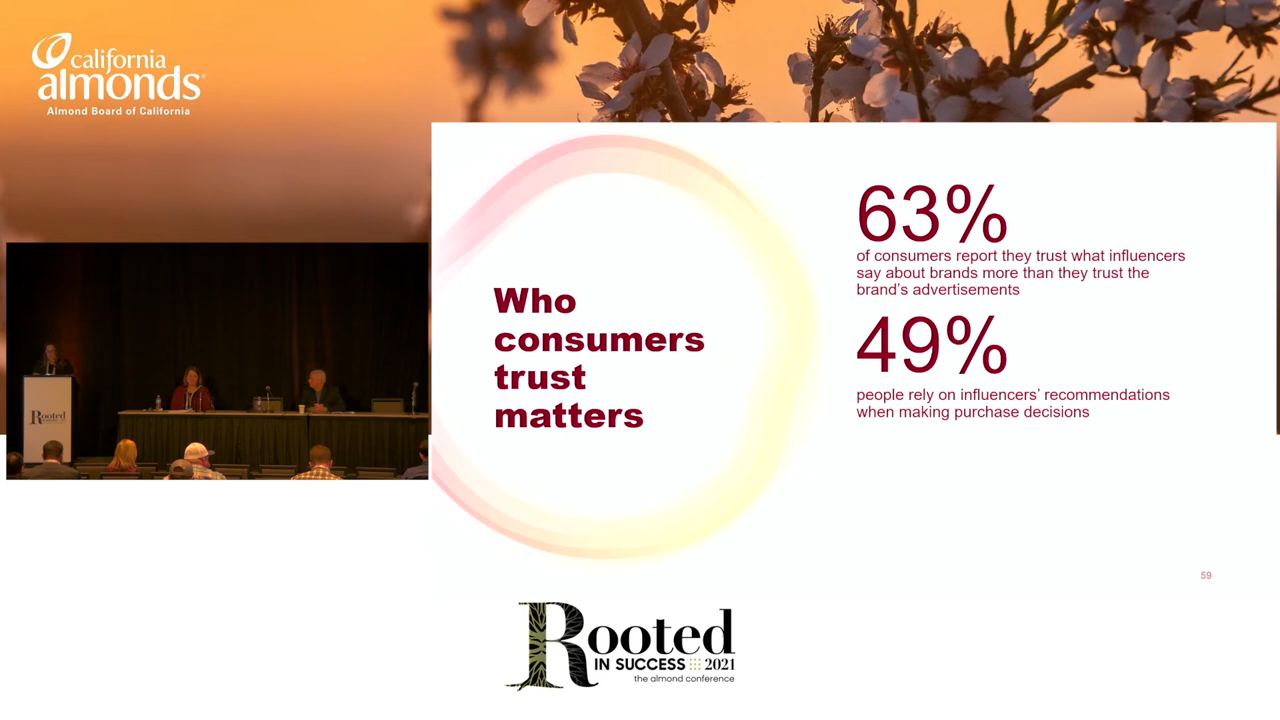 california
almonds®
Almond Board of California
Who
consumers
trust
matters
63%
of consumers report they trust what influencers
say about brands more than they trust the
brand's advertisements
49%
people rely on influencers' recommendations
when making purchase decisions
59
Rooted
Rooted
IN SUCCESS 2021
the almond conference